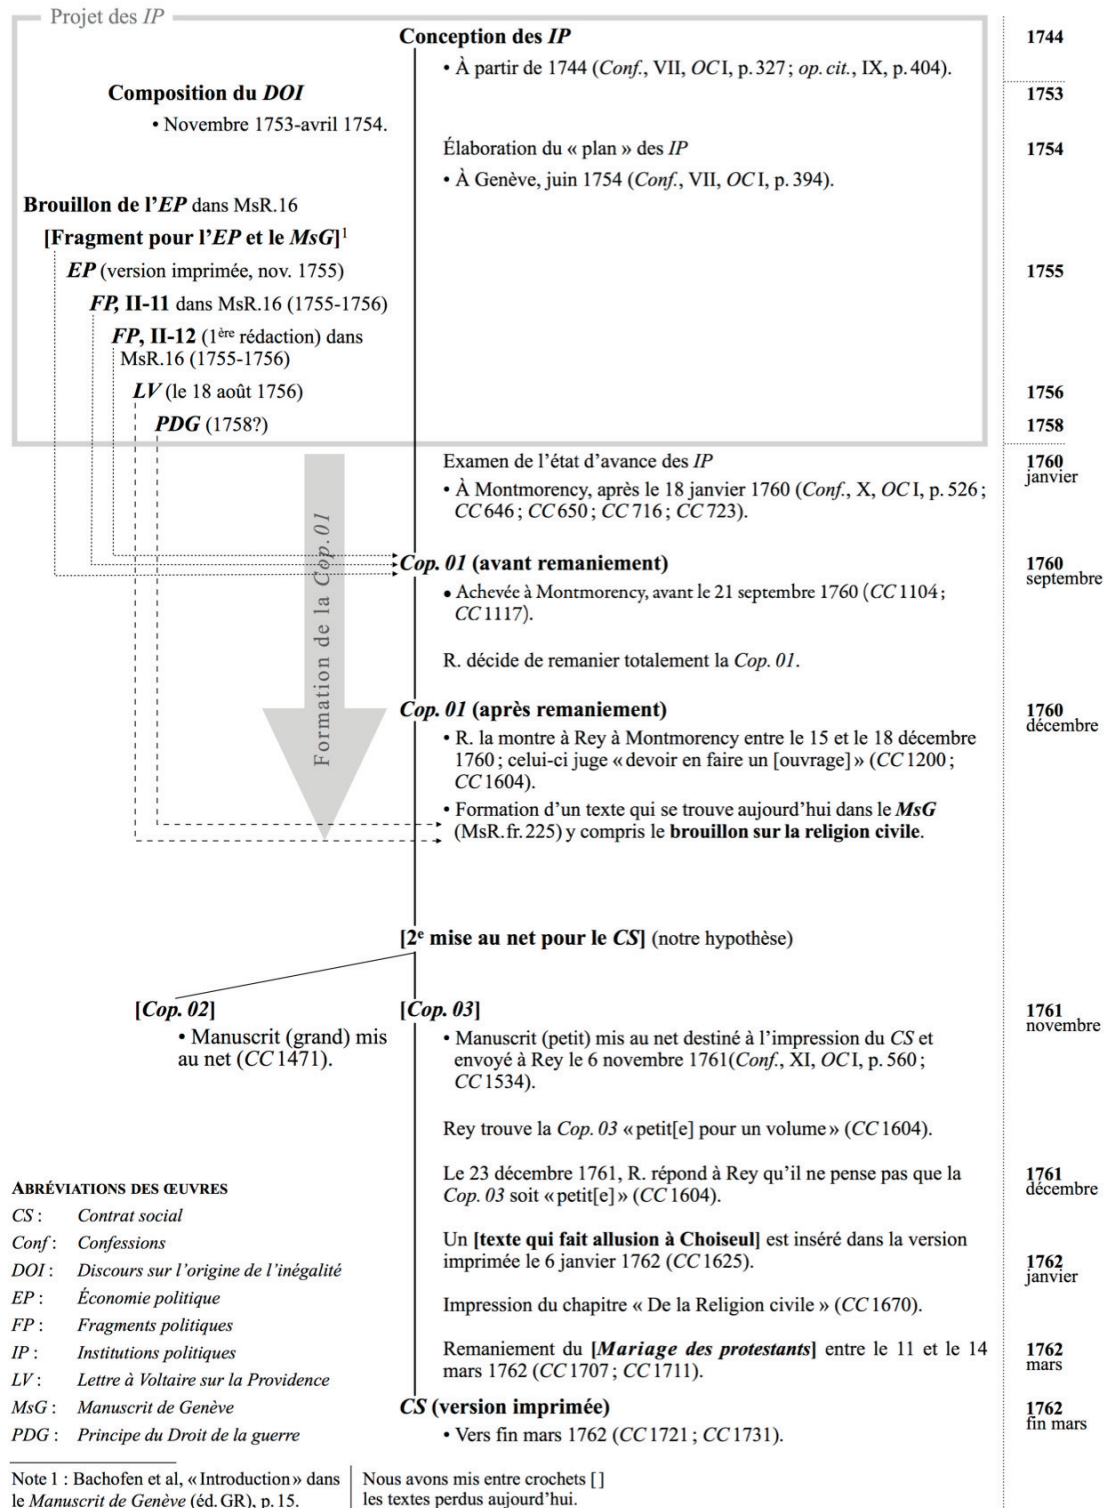 Projet des IP
Conception des IP
1744
• À partir de 1744 (Conf., VII, OC I, p. 327 ; op. cit., IX, p. 404).
Composition du DOI
1753
• Novembre 1753-avril 1754.
Élaboration du « plan » des IP
1754
• À Genève, juin 1754 (Conf., VII, OC I, p. 394).
Brouillon de l’EP dans MsR.16
[Fragment pour l’EP et le MsG]1
EP (version imprimée, nov. 1755)
1755
FP, II-11 dans MsR.16 (1755-1756)
FP, II-12 (1ère rédaction) dans
MsR.16 (1755-1756)
LV (le 18 août 1756)
1756
PDG (1758?)
1758
Examen de l’état d’avance des IP
1760
janvier
• À Montmorency, après le 18 janvier 1760 (Conf., X, OC I, p. 526 ;
CC 646 ; CC 650 ; CC 716 ; CC 723).
Formation de la Cop.01
Cop. 01 (avant remaniement)
1760
septembre
• Achevée à Montmorency, avant le 21 septembre 1760 (CC 1104 ;
CC 1117).
R. décide de remanier totalement la Cop. 01.
Cop. 01 (après remaniement)
1760
décembre
• R. la montre à Rey à Montmorency entre le 15 et le 18 décembre
1760 ; celui-ci juge « devoir en faire un [ouvrage] » (CC 1200 ;
CC 1604).
• Formation d’un texte qui se trouve aujourd’hui dans le MsG
(MsR.fr. 225) y compris le brouillon sur la religion civile.
[2e mise au net pour le CS] (notre hypothèse)
[Cop. 02]
• Manuscrit (grand) mis
au net (CC 1471).
[Cop. 03]
1761
novembre
• Manuscrit (petit) mis au net destiné à l’impression du CS et
envoyé à Rey le 6 novembre 1761(Conf., XI, OC I, p. 560 ;
CC 1534).
Rey trouve la Cop. 03 « petit[e] pour un volume » (CC 1604).
Le 23 décembre 1761, R. répond à Rey qu’il ne pense pas que la
Cop. 03 soit « petit[e] » (CC 1604).
1761
décembre
Un [texte qui fait allusion à Choiseul] est inséré dans la version
imprimée le 6 janvier 1762 (CC 1625).
1762
janvier
Impression du chapitre « De la Religion civile » (CC 1670).
Remaniement du [Mariage des protestants] entre le 11 et le 14
mars 1762 (CC 1707 ; CC 1711).
1762
mars
CS (version imprimée)
1762
fin mars
• Vers fin mars 1762 (CC 1721 ; CC 1731).
ABRÉVIATIONS DES ŒUVRES
CS : Contrat social
Conf : Confessions
DOI : Discours sur l’origine de l’inégalité
EP : Économie politique
FP : Fragments politiques
IP : Institutions politiques
LV : Lettre à Voltaire sur la Providence
MsG : Manuscrit de Genève
PDG : Principe du Droit de la guerre
Note 1 : Bachofen et al, « Introduction » dans
le Manuscrit de Genève (éd. GR), p. 15.
Nous avons mis entre crochets [ ]
les textes perdus aujourd’hui.